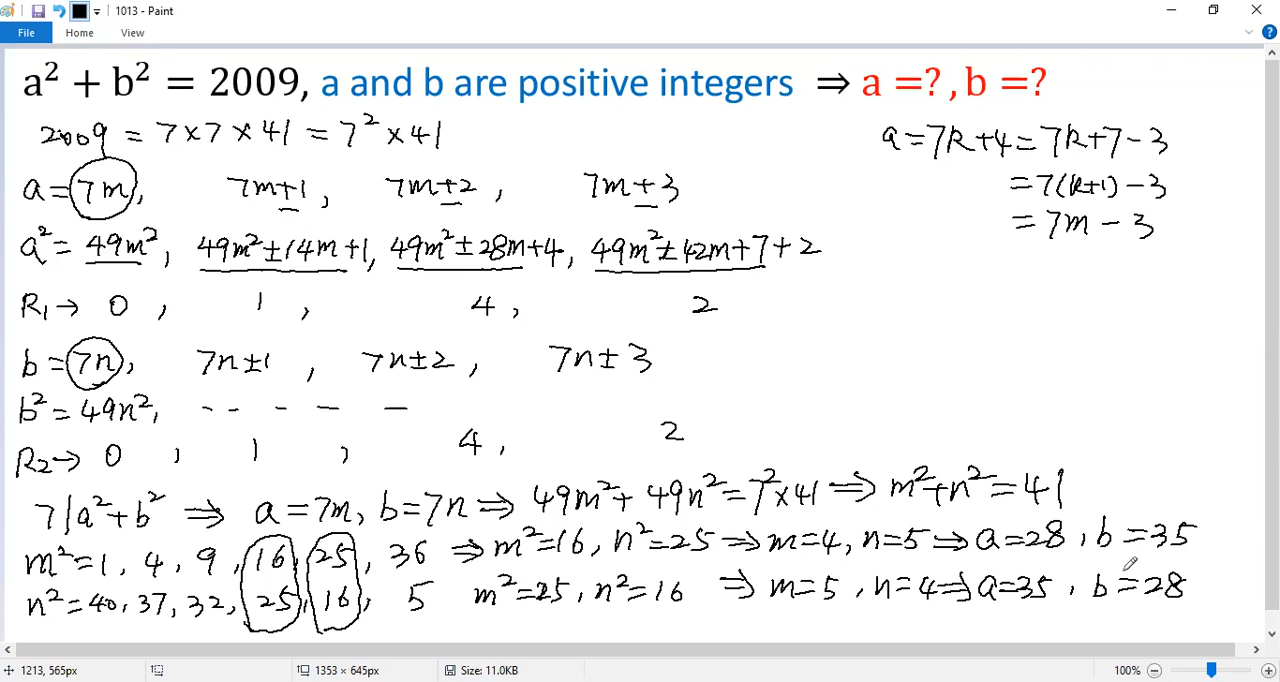 1013 - Paint
File Home View
a² + b² = 2009, a and b are positive integers ⇒ a =?, b =?
2009 = 7 × 7 × 41 = 7² × 41
a = 7k+4 = 7k+7-3
= 7(k+1) - 3
= 7m - 3
a = 7m, 7m±1, 7m±2, 7m±3
a² = 49m², 49m²±14m+1, 49m²±28m+4, 49m²±42m+7+2
R₁→ 0, 1, 4, 2
b = 7n, 7n±1, 7n±2, 7n±3
b² = 49n², -- - — —
R₂→ 0, 1, 4, 2
7|a²+b² ⇒ a=7m, b=7n ⇒ 49m²+49n²=7²×41 ⇒ m²+n²=41
m²=1, 4, 9, 16, 25, 36 ⇒ m²=16, n²=25 ⇒ m=4, n=5 ⇒ a=28, b=35
n²=40, 37, 32, 25, 16, 5 m²=25, n²=16 ⇒ m=5, n=4 ⇒ a=35, b=28
1213, 565px 1353 × 645px Size: 11.0KB 100%